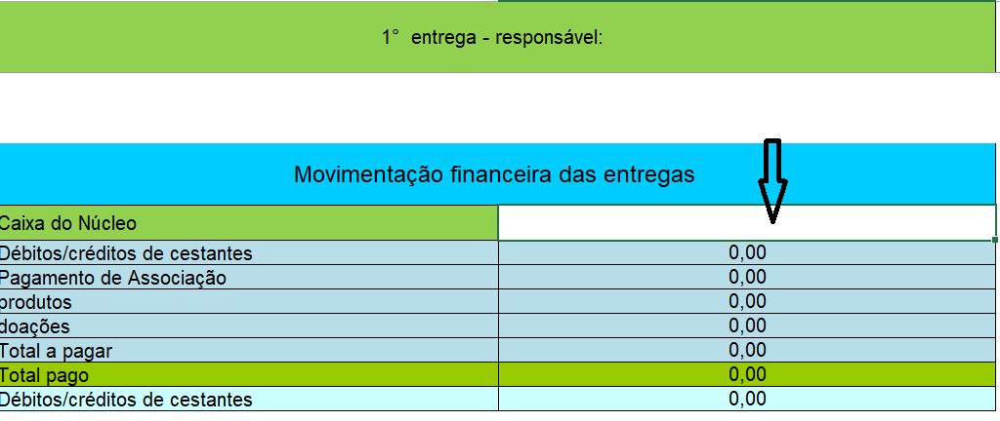 1° entrega - responsável:
Movimentação financeira das entregas
Caixa do Núcleo
Débitos/créditos de cestantes 0,00
Pagamento de Associação 0,00
produtos 0,00
doações 0,00
Total a pagar 0,00
Total pago 0,00
Débitos/créditos de cestantes 0,00